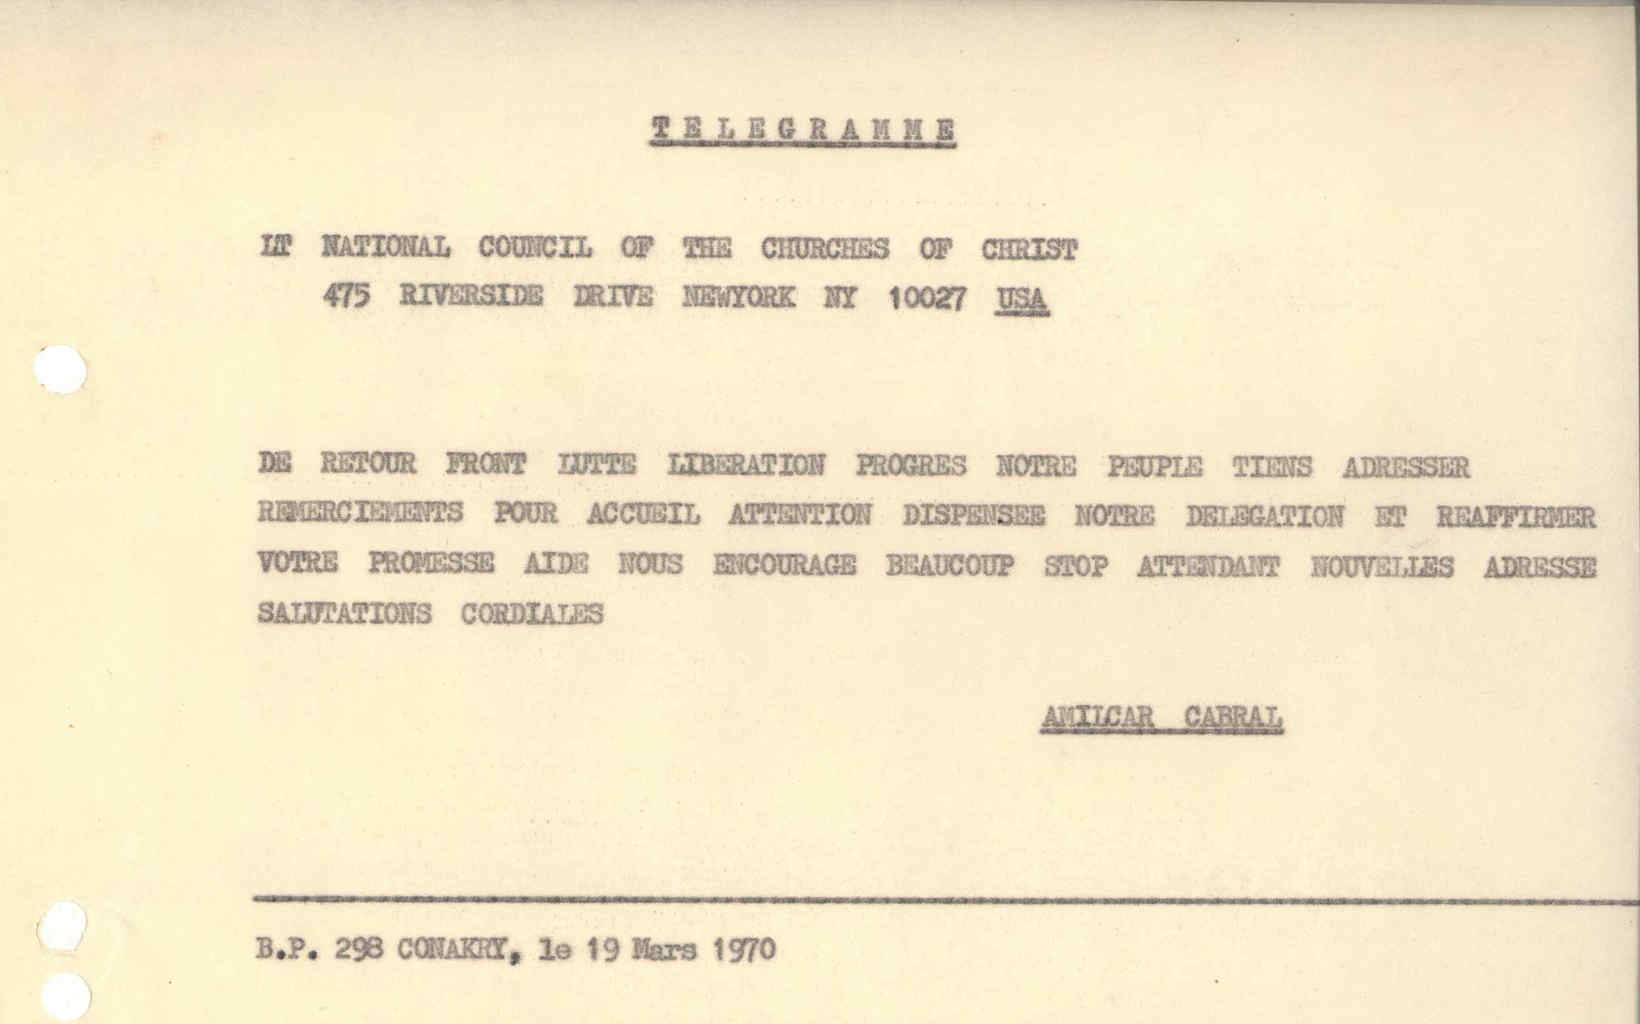 TELEGRAMME
LT NATIONAL COUNCIL OF THE CHURCHES OF CHRIST
475 RIVERSIDE DRIVE NEWYORK NY 10027 USA
DE RETOUR FRONT LUTTE LIBERATION PROGRES NOTRE PEUPLE TIENS ADRESSER
REMERCIEMENTS POUR ACCUEIL ATTENTION DISPENSEE NOTRE DELEGATION ET REAFFIRMER
VOTRE PROMESSE AIDE NOUS ENCOURAGE BEAUCOUP STOP ATTENDANT NOUVELLES ADRESSE
SALUTATIONS CORDIALES
AMILCAR CABRAL
B.P. 298 CONAKRY, le 19 Mars 1970